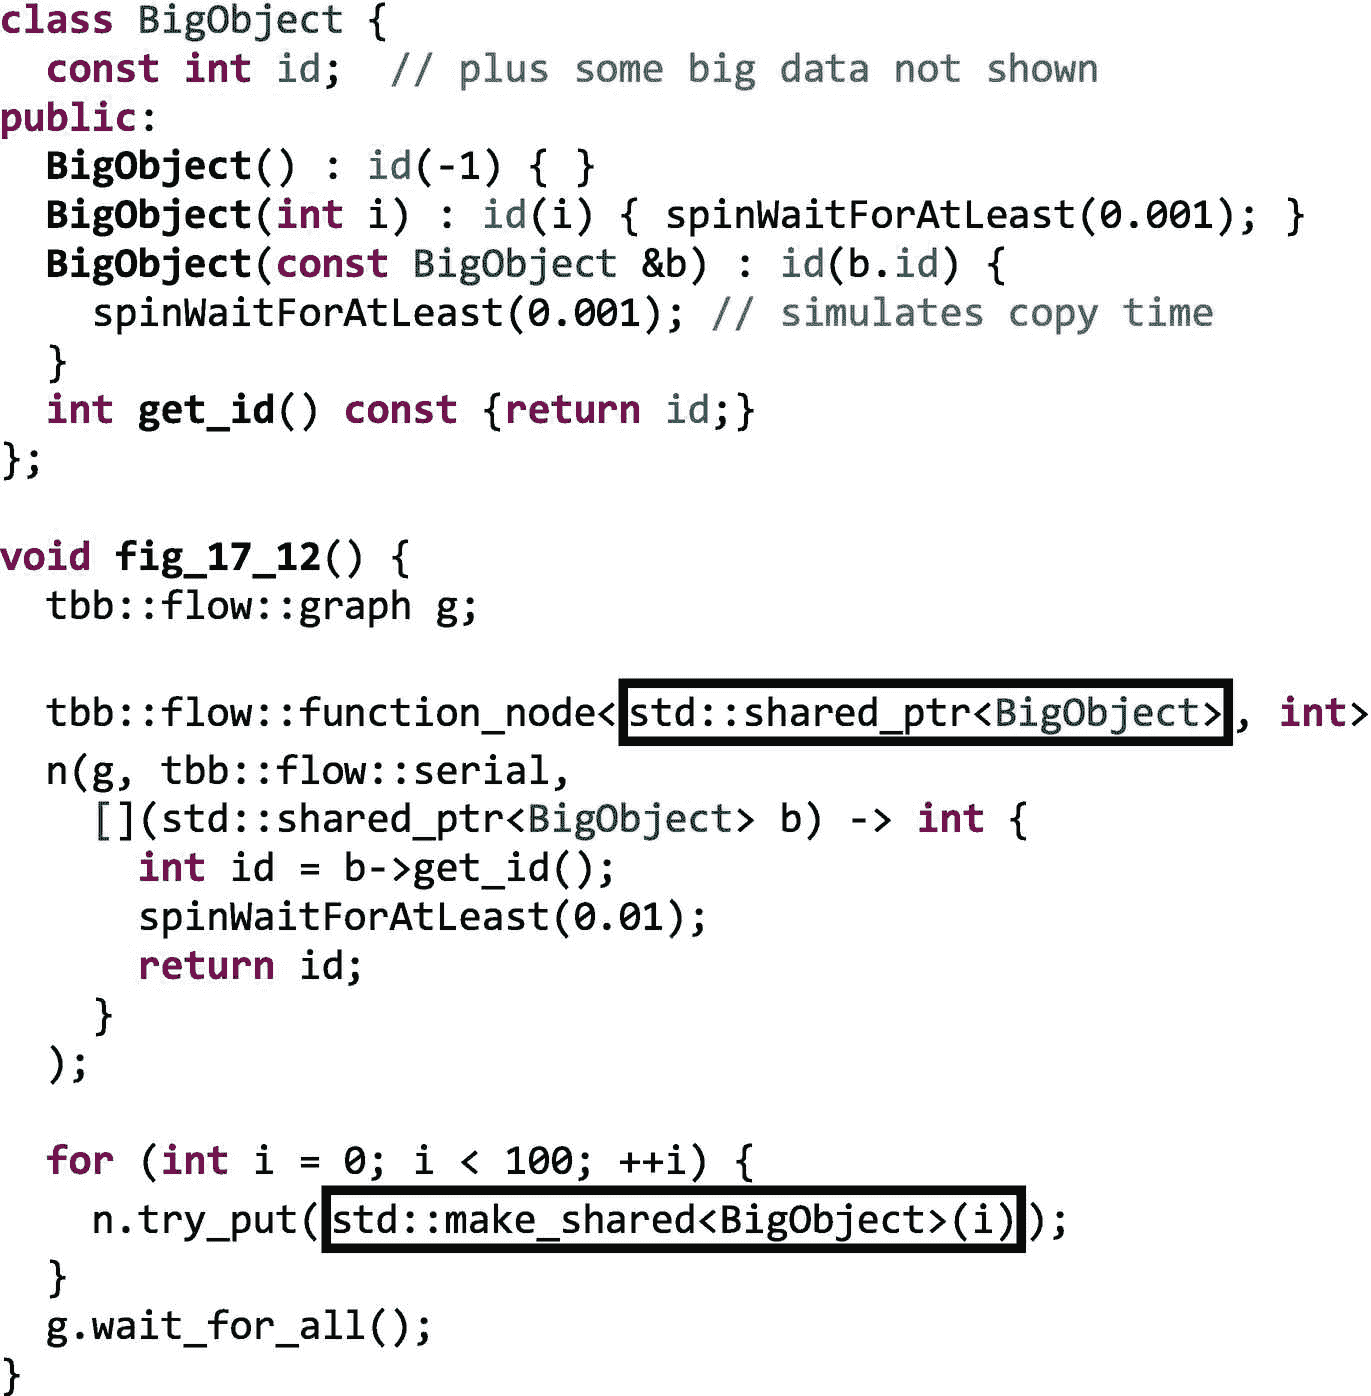 class BigObject {
  const int id;  // plus some big data not shown
public:
  BigObject() : id(-1) { }
  BigObject(int i) : id(i) { spinWaitForAtLeast(0.001); }
  BigObject(const BigObject &b) : id(b.id) {
    spinWaitForAtLeast(0.001); // simulates copy time
  }
  int get_id() const {return id;}
};

void fig_17_12() {
  tbb::flow::graph g;

  tbb::flow::function_node<std::shared_ptr<BigObject>, int>
  n(g, tbb::flow::serial,
    [](std::shared_ptr<BigObject> b) -> int {
      int id = b->get_id();
      spinWaitForAtLeast(0.01);
      return id;
    }
  );

  for (int i = 0; i < 100; ++i) {
    n.try_put(std::make_shared<BigObject>(i));
  }
  g.wait_for_all();
}